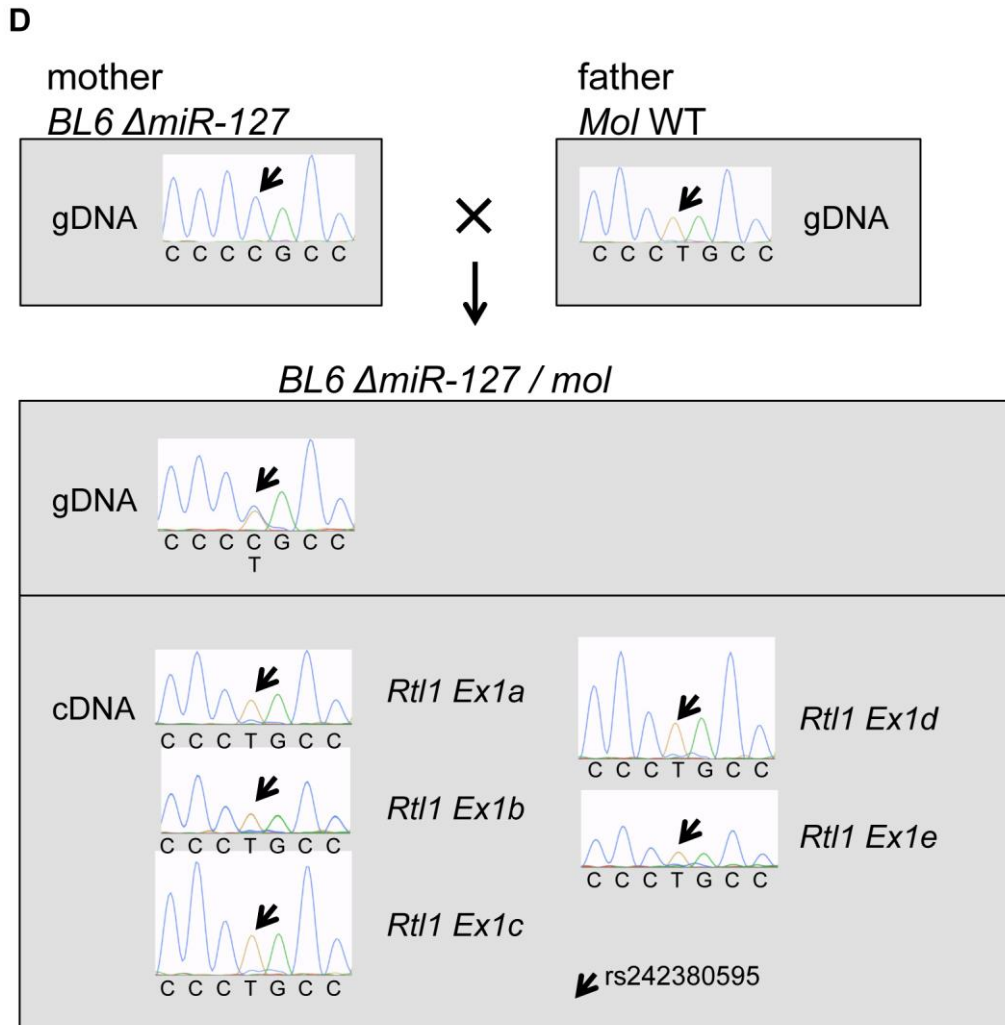 D
mother
BL6 ΔmiR-127
father
Mol WT
gDNA
C C C C G C C
×
C C C T G C C
gDNA
BL6 ΔmiR-127 / mol
gDNA
C C C C G C C
T
cDNA
C C C T G C C
Rtl1 Ex1a
C C C T G C C
Rtl1 Ex1b
C C C T G C C
Rtl1 Ex1c
C C C T G C C
Rtl1 Ex1d
C C C T G C C
Rtl1 Ex1e
rs242380595